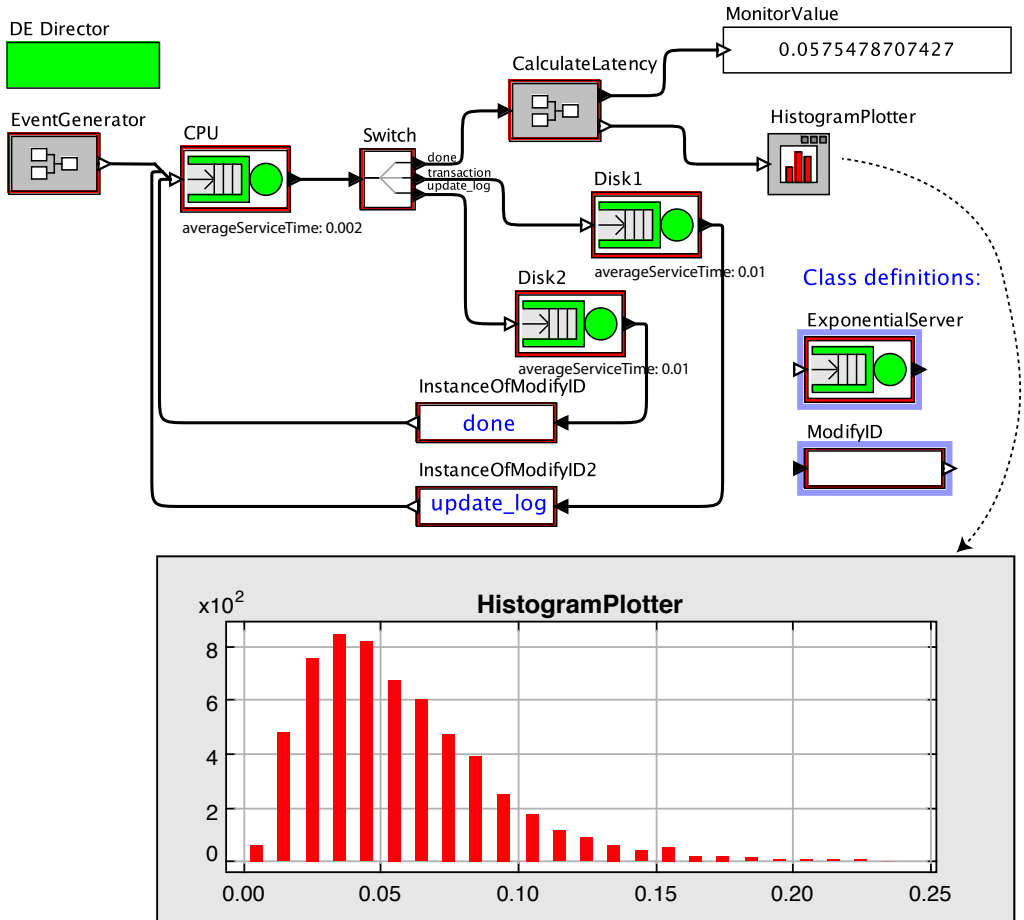 DE Director
MonitorValue
0.0575478707427
CalculateLatency
EventGenerator
CPU
Switch
HistogramPlotter
done
transaction
update_log
averageServiceTime: 0.002
Disk1
averageServiceTime: 0.01
Disk2
averageServiceTime: 0.01
Class definitions:
ExponentialServer
InstanceOfModifyID
done
ModifyID
InstanceOfModifyID2
update_log
HistogramPlotter
x10²
8
6
4
2
0
0.00 0.05 0.10 0.15 0.20 0.25